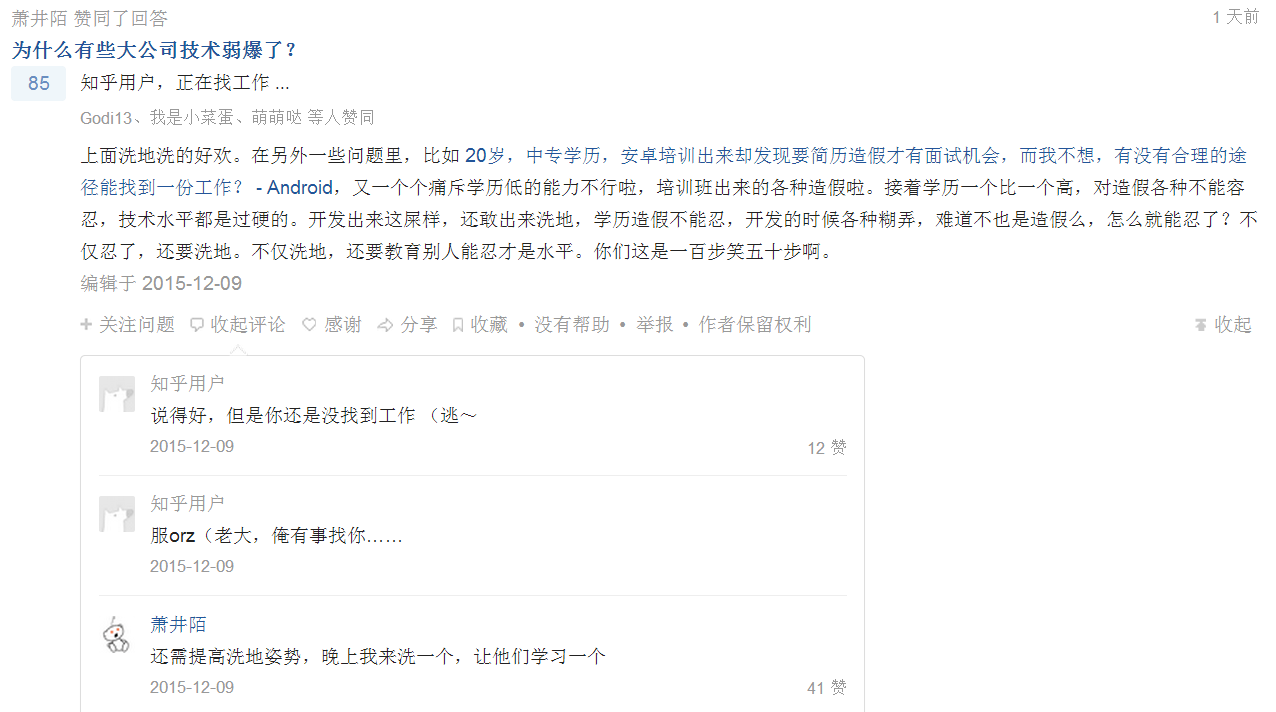 萧井陌 赞同了回答
1 天前
为什么有些大公司技术弱爆了？
85
知乎用户，正在找工作 ...
Godi13、我是小菜蛋、萌萌哒 等人赞同
上面洗地洗的好欢。在另外一些问题里，比如 20岁，中专学历，安卓培训出来却发现要简历造假才有面试机会，而我不想，有没有合理的途
径能找到一份工作？ - Android，又一个个痛斥学历低的能力不行啦，培训班出来的各种造假啦。接着学历一个比一个高，对造假各种不能容
忍，技术水平都是过硬的。开发出来这屎样，还敢出来洗地，学历造假不能忍，开发的时候各种糊弄，难道不也是造假么，怎么就能忍了？不
仅忍了，还要洗地。不仅洗地，还要教育别人能忍才是水平。你们这是一百步笑五十步啊。
编辑于 2015-12-09
关注问题 收起评论 感谢 分享 收藏 • 没有帮助 • 举报 • 作者保留权利
收起
知乎用户
说得好，但是你还是没找到工作 （逃～
2015-12-09
12 赞
知乎用户
服orz（老大，俺有事找你……
2015-12-09
萧井陌
还需提高洗地姿势，晚上我来洗一个，让他们学习一个
2015-12-09
41 赞